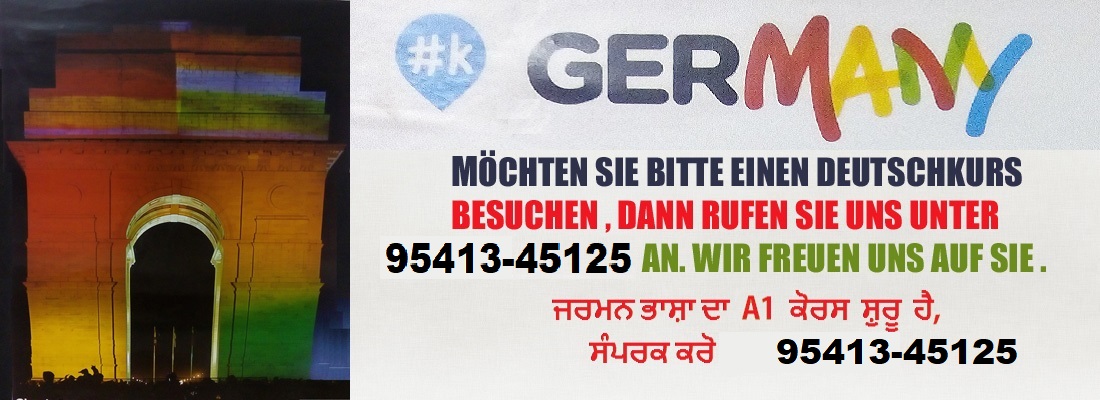 #k
GERMANY
MÖCHTEN SIE BITTE EINEN DEUTSCHKURS
BESUCHEN , DANN RUFEN SIE UNS UNTER
95413-45125 AN. WIR FREUEN UNS AUF SIE .
ਜਰਮਨ ਭਾਸ਼ਾ ਦਾ A1 ਕੋਰਸ ਸ਼ੁਰੂ ਹੈ,
ਸੰਪਰਕ ਕਰੋ 95413-45125